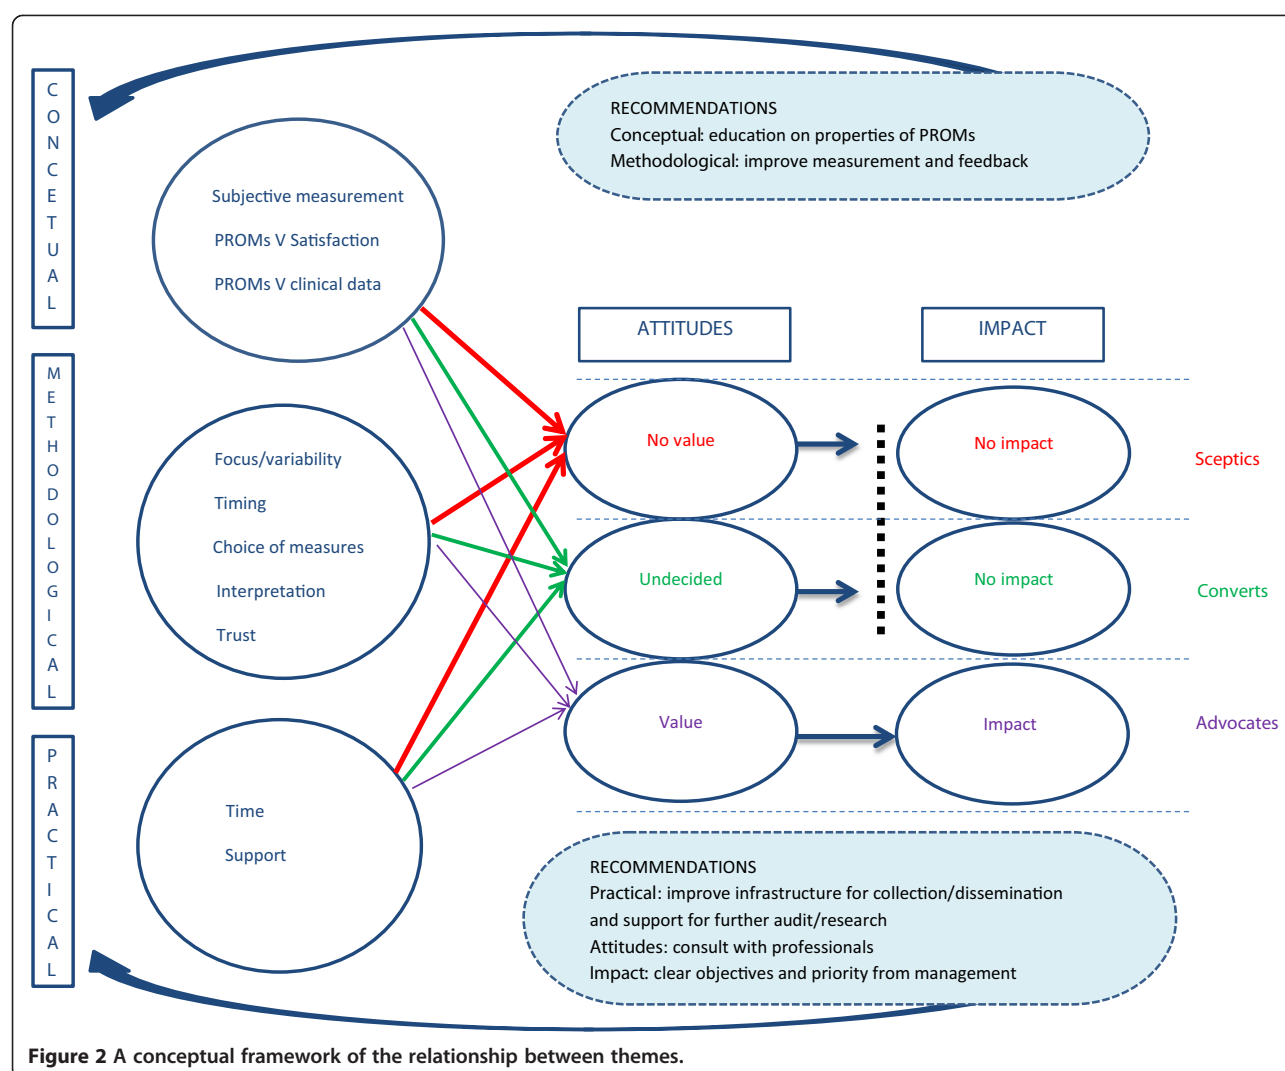 CONCETUAL
RECOMMENDATIONS
Conceptual: education on properties of PROMs
Methodological: improve measurement and feedback
Subjective measurement
PROMs V Satisfaction
PROMs V clinical data
METHODOLOGICAL
Focus/variability
Timing
Choice of measures
Interpretation
Trust
PRACTICAL
Time
Support
ATTITUDES
IMPACT
No value
No impact
Sceptics
Undecided
No impact
Converts
Value
Impact
Advocates
RECOMMENDATIONS
Practical: improve infrastructure for collection/dissemination
and support for further audit/research
Attitudes: consult with professionals
Impact: clear objectives and priority from management
Figure 2 A conceptual framework of the relationship between themes.